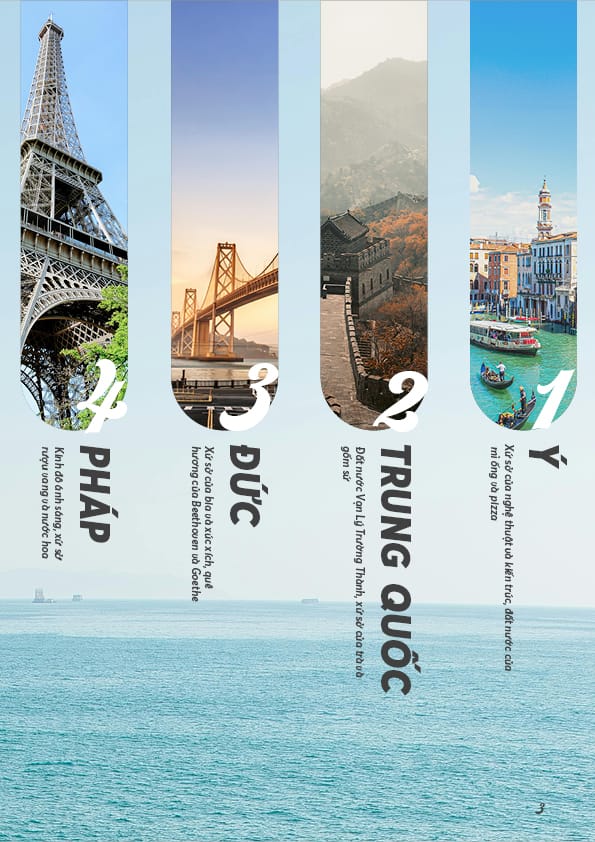 1
Ý
Xứ sở của nghệ thuật và kiến trúc, đất nước của
mì ống và pizza
2
TRUNG QUỐC
Đất nước Vạn Lý Trường Thành, xứ sở của trà và
gốm sứ
3
ĐỨC
Xứ sở của bia và xúc xích, quê
hương của Beethoven và Goethe
4
PHÁP
Kinh đô ánh sáng, xứ sở
rượu vang và nước hoa
3